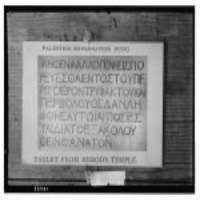 PALESTINE EXPLORATION FUND.
ΜΗΘΕΝΑΑΛΛΟΓΕΝΗΕΙΣΠΟ
ΡΕΥΕΣΘΑΙΕΝΤΟΣΤΟΥΠΕ
ΡΙΤΟΙΕΡΟΝΤΡΥΦΑΚΤΟΥΚΑΙ
ΠΕΡΙΒΟΛΟΥΟΣΔΑΝΛΗ
ΦΘΗΕΑΥΤΩΙΑΙΤΙΟΣΕΣ
ΤΑΙΔΙΑΤΟΕΞΑΚΟΛΟΥ
ΘΕΙΝΘΑΝΑΤΟΝ
TABLET FROM HEROD'S TEMPLE